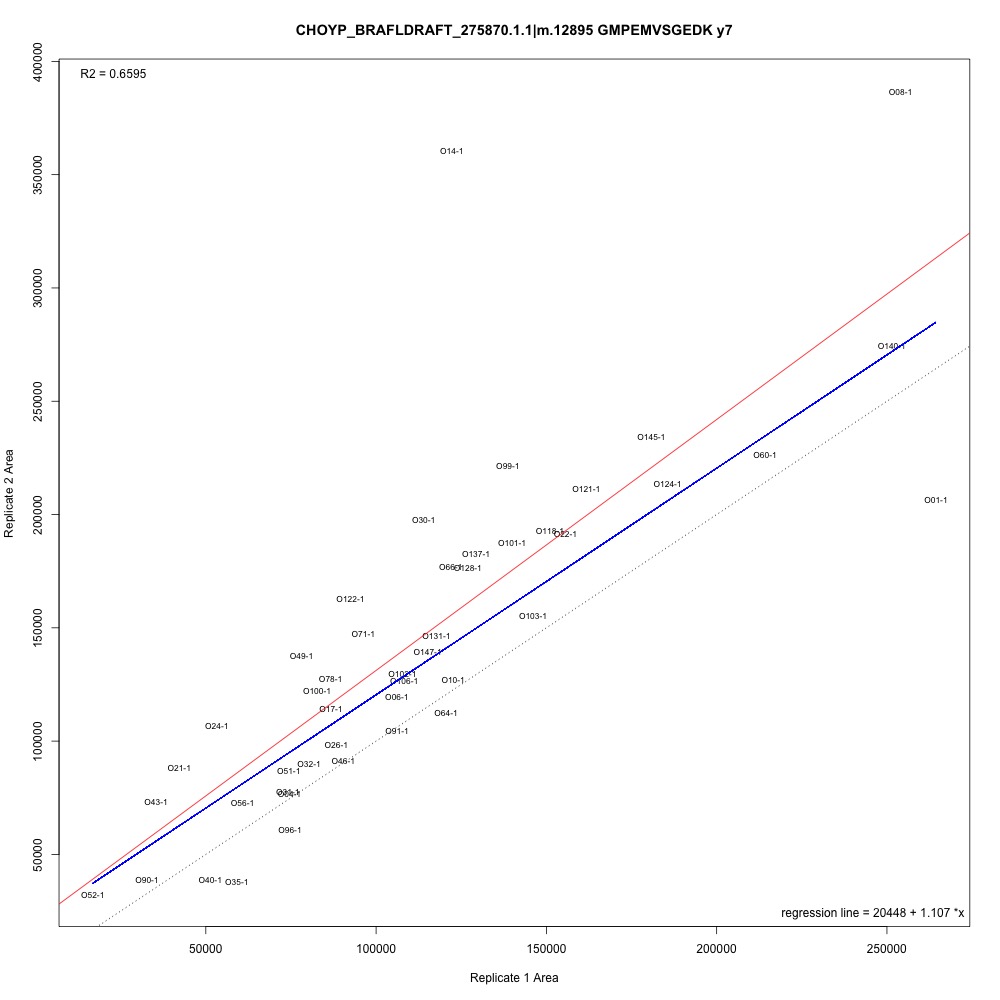 CHOYP_BRAFLDRAFT_275870.1.1|m.12895 GMPEMVSGEDK y7
R2 = 0.6595
400000
350000
300000
250000
200000
150000
100000
50000
Replicate 2 Area
O08-1
O14-1
O140-1
O145-1
O60-1
O99-1
O124-1
O121-1
O01-1
O30-1
O118-1
O22-1
O101-1
O137-1
O66-1
O128-1
O122-1
O103-1
O71-1
O131-1
O147-1
O49-1
O102-1
O106-1
O10-1
O78-1
O100-1
O06-1
O17-1
O64-1
O24-1
O91-1
O26-1
O46-1
O32-1
O21-1
O51-1
O43-1
O56-1
O96-1
O90-1
O40-1
O35-1
O52-1
regression line = 20448 + 1.107 *x
50000
100000
150000
200000
250000
Replicate 1 Area